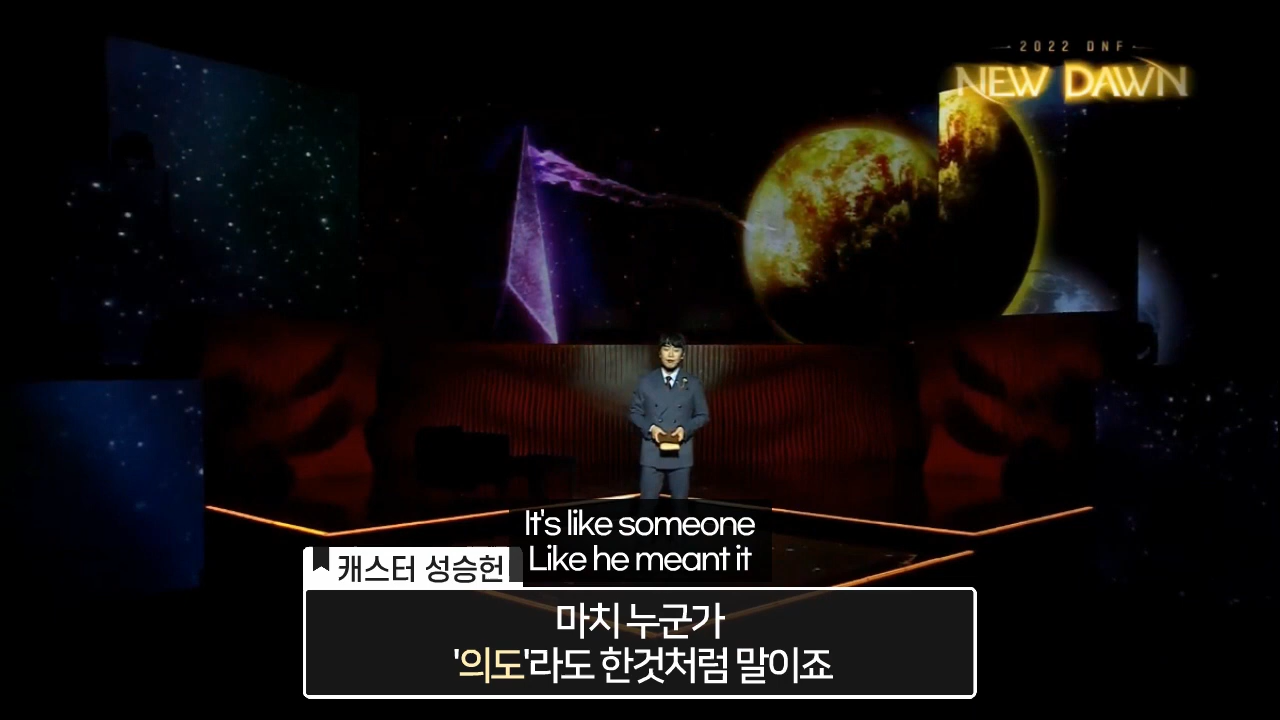 2022 DNF
NEW DAWN
It's like someone
Like he meant it
캐스터 성승헌
마치 누군가
'의도'라도 한것처럼 말이죠